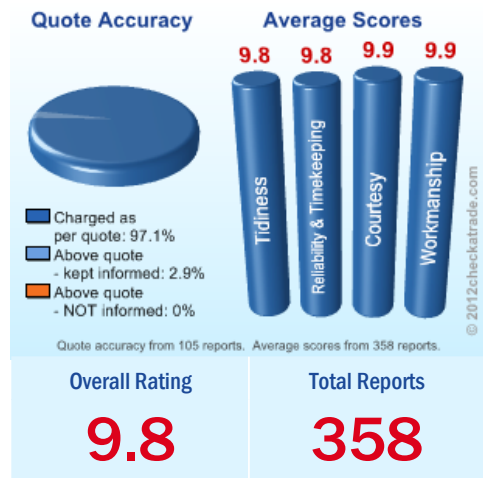 Quote Accuracy
Average Scores
9.8
9.8
9.9
9.9
Tidiness
Reliability & Timekeeping
Courtesy
Workmanship
Charged as
per quote: 97.1%
Above quote
- kept informed: 2.9%
Above quote
- NOT informed: 0%
© 2012checkatrade.com
Quote accuracy from 105 reports. Average scores from 358 reports.
Overall Rating
Total Reports
9.8
358